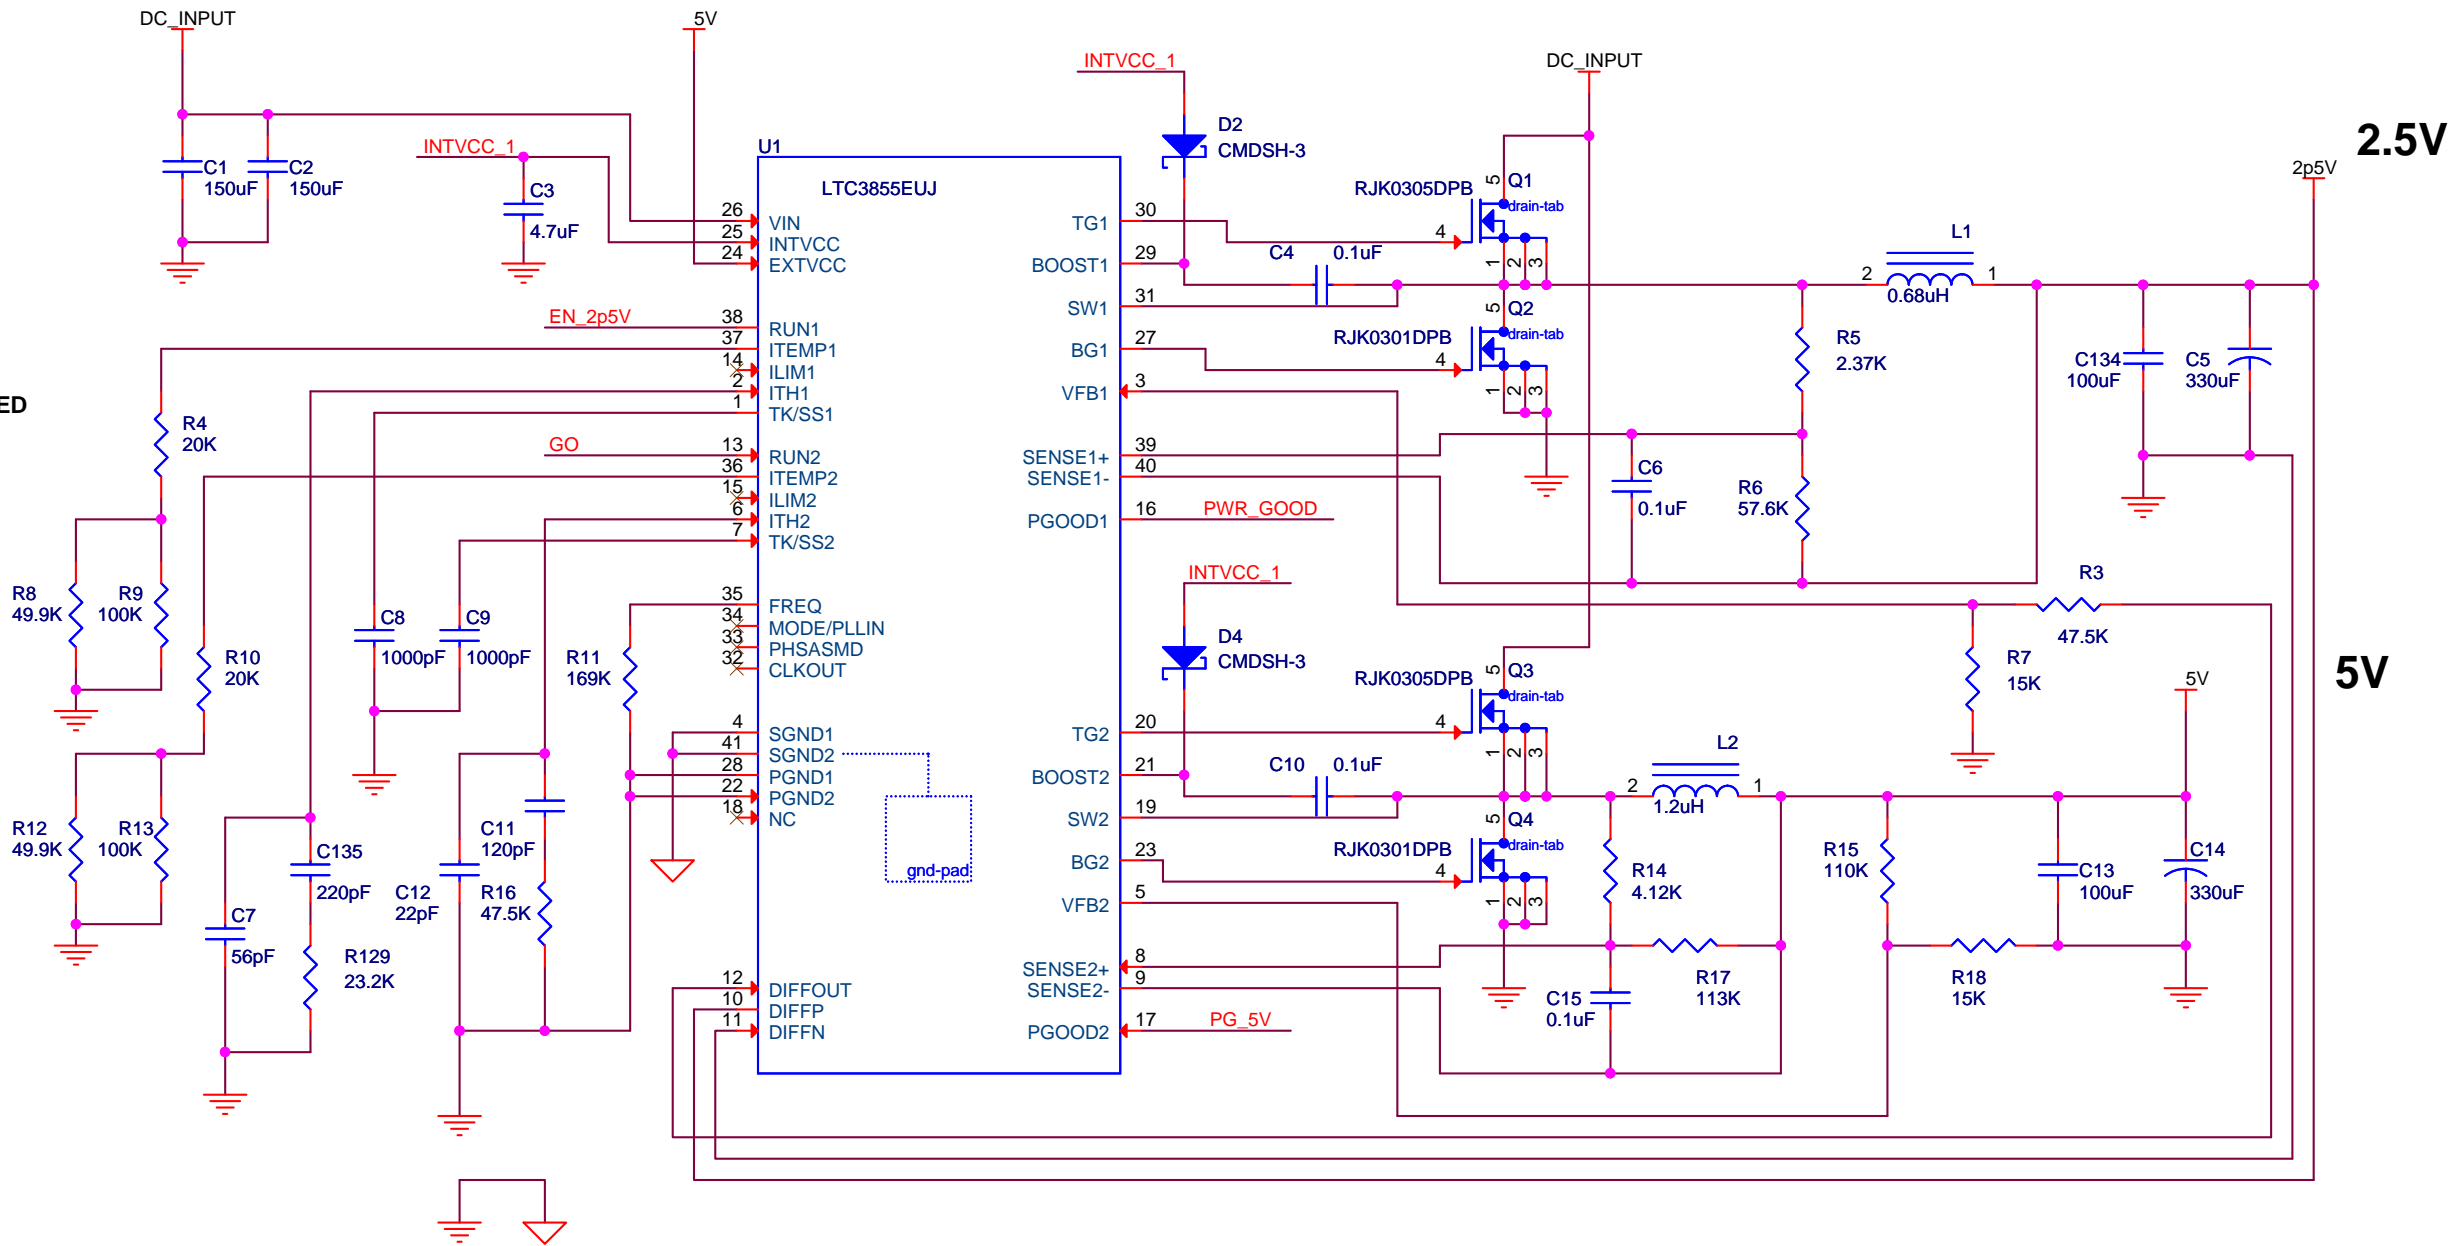 DC_INPUT
5V
INTVCC_1
DC_INPUT
2.5V
2p5V
C1
150uF
C2
150uF
INTVCC_1
C3
4.7uF
U1
LTC3855EUJ
D2
CMDSH-3
RJK0305DPB
5
Q1
drain-tab
4
1
2
3
C4
0.1uF
L1
2
1
0.68uH
5
Q2
drain-tab
RJK0301DPB
4
1
2
3
R5
2.37K
C134
100uF
C5
330uF
26 VIN
25 INTVCC
24 EXTVCC
EN_2p5V
38 RUN1
37 ITEMP1
14 ILIM1
2 ITH1
1 TK/SS1
GO
13 RUN2
36 ITEMP2
15 ILIM2
6 ITH2
7 TK/SS2
35 FREQ
34 MODE/PLLIN
33 PHSASMD
32 CLKOUT
4 SGND1
41 SGND2
28 PGND1
22 PGND2
18 NC
gnd-pad
12 DIFFOUT
10 DIFFP
11 DIFFN
TG1 30
BOOST1 29
SW1 31
BG1 27
VFB1 3
SENSE1+ 39
SENSE1- 40
PGOOD1 16
PWR_GOOD
TG2 20
BOOST2 21
SW2 19
BG2 23
VFB2 5
SENSE2+ 8
SENSE2- 9
PGOOD2 17
PG_5V
ED
R4
20K
R8
49.9K
R9
100K
R10
20K
C8
1000pF
C9
1000pF
R11
169K
R12
49.9K
R13
100K
C135
220pF
C7
56pF
R129
23.2K
C11
120pF
C12
22pF
R16
47.5K
C6
0.1uF
R6
57.6K
R3
47.5K
R7
15K
INTVCC_1
D4
CMDSH-3
RJK0305DPB
5
Q3
drain-tab
4
1
2
3
5V
5V
C10
0.1uF
L2
2
1
1.2uH
5
Q4
drain-tab
RJK0301DPB
4
1
2
3
R14
4.12K
R15
110K
C13
100uF
C14
330uF
R17
113K
R18
15K
C15
0.1uF